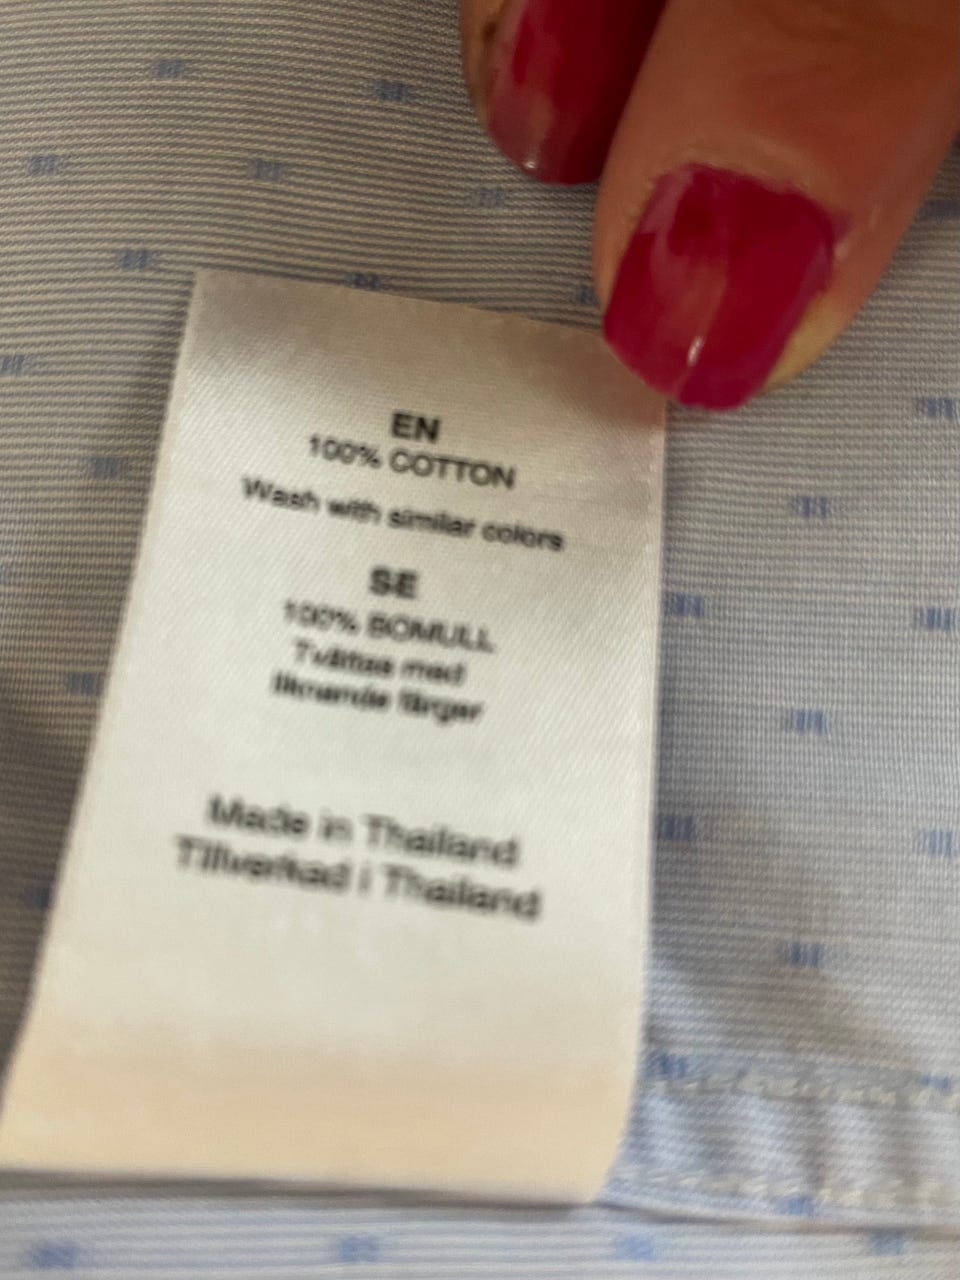 EN
100% COTTON
Wash with similar colors
SE
100% BOMULL
Tvättas med
liknande färger
Made in Thailand
Tillverkad i Thailand